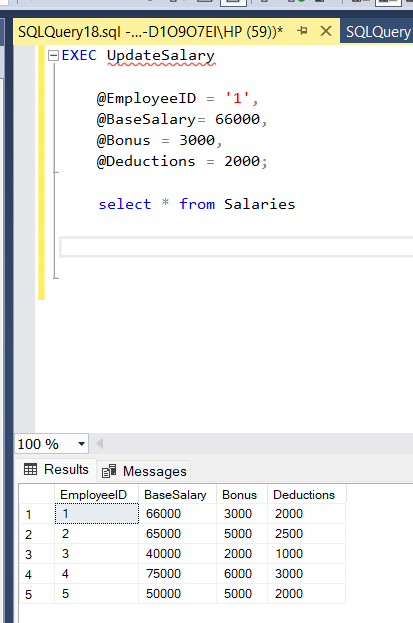 SQLQuery18.sql -...-D1O9O7EI\HP (59))*
SQLQuery
EXEC UpdateSalary
@EmployeeID = '1',
@BaseSalary= 66000,
@Bonus = 3000,
@Deductions = 2000;
select * from Salaries
100 %
Results Messages
EmployeeID BaseSalary Bonus Deductions
1 1 66000 3000 2000
2 2 65000 5000 2500
3 3 40000 2000 1000
4 4 75000 6000 3000
5 5 50000 5000 2000